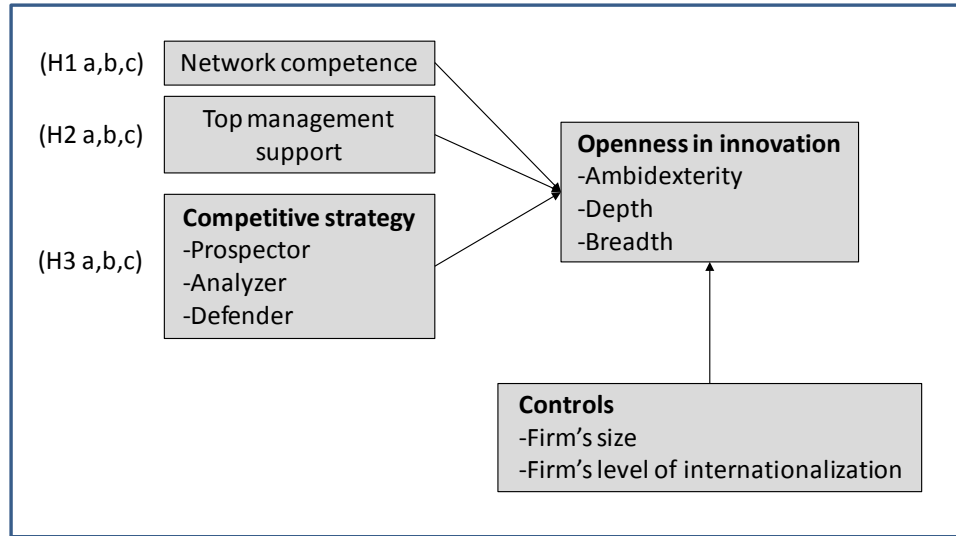 (H1 a,b,c)
Network competence
(H2 a,b,c)
Top management
support
(H3 a,b,c)
Competitive strategy
-Prospector
-Analyzer
-Defender
Openness in innovation
-Ambidexterity
-Depth
-Breadth
Controls
-Firm's size
-Firm's level of internationalization